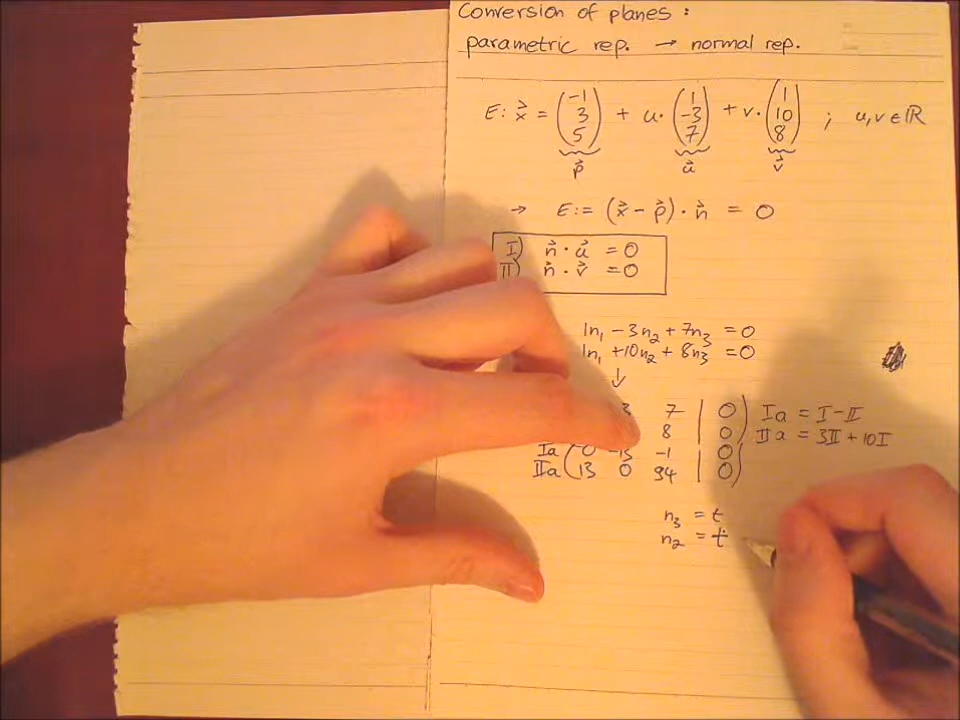 Conversion of planes :
parametric rep. → normal rep.
E: x⃗ = (-1 3 5) + u· (1 -3 7) + v· (1 10 8) ; u,v ∈ ℝ
p⃗ u⃗ v⃗
→ E:= (x⃗ - p⃗) · n⃗ = 0
I) n⃗ · u⃗ = 0
II) n⃗ · v⃗ = 0
1n₁ - 3n₂ + 7n₃ = 0
1n₁ + 10n₂ + 8n₃ = 0
↓
3 7 | 0) Ia = I - II
8 | 0 IIa = 3II + 10I
Ia 0 -13 -1 | 0
IIa (13 0 94 | 0)
n₃ = t
n₂ = t